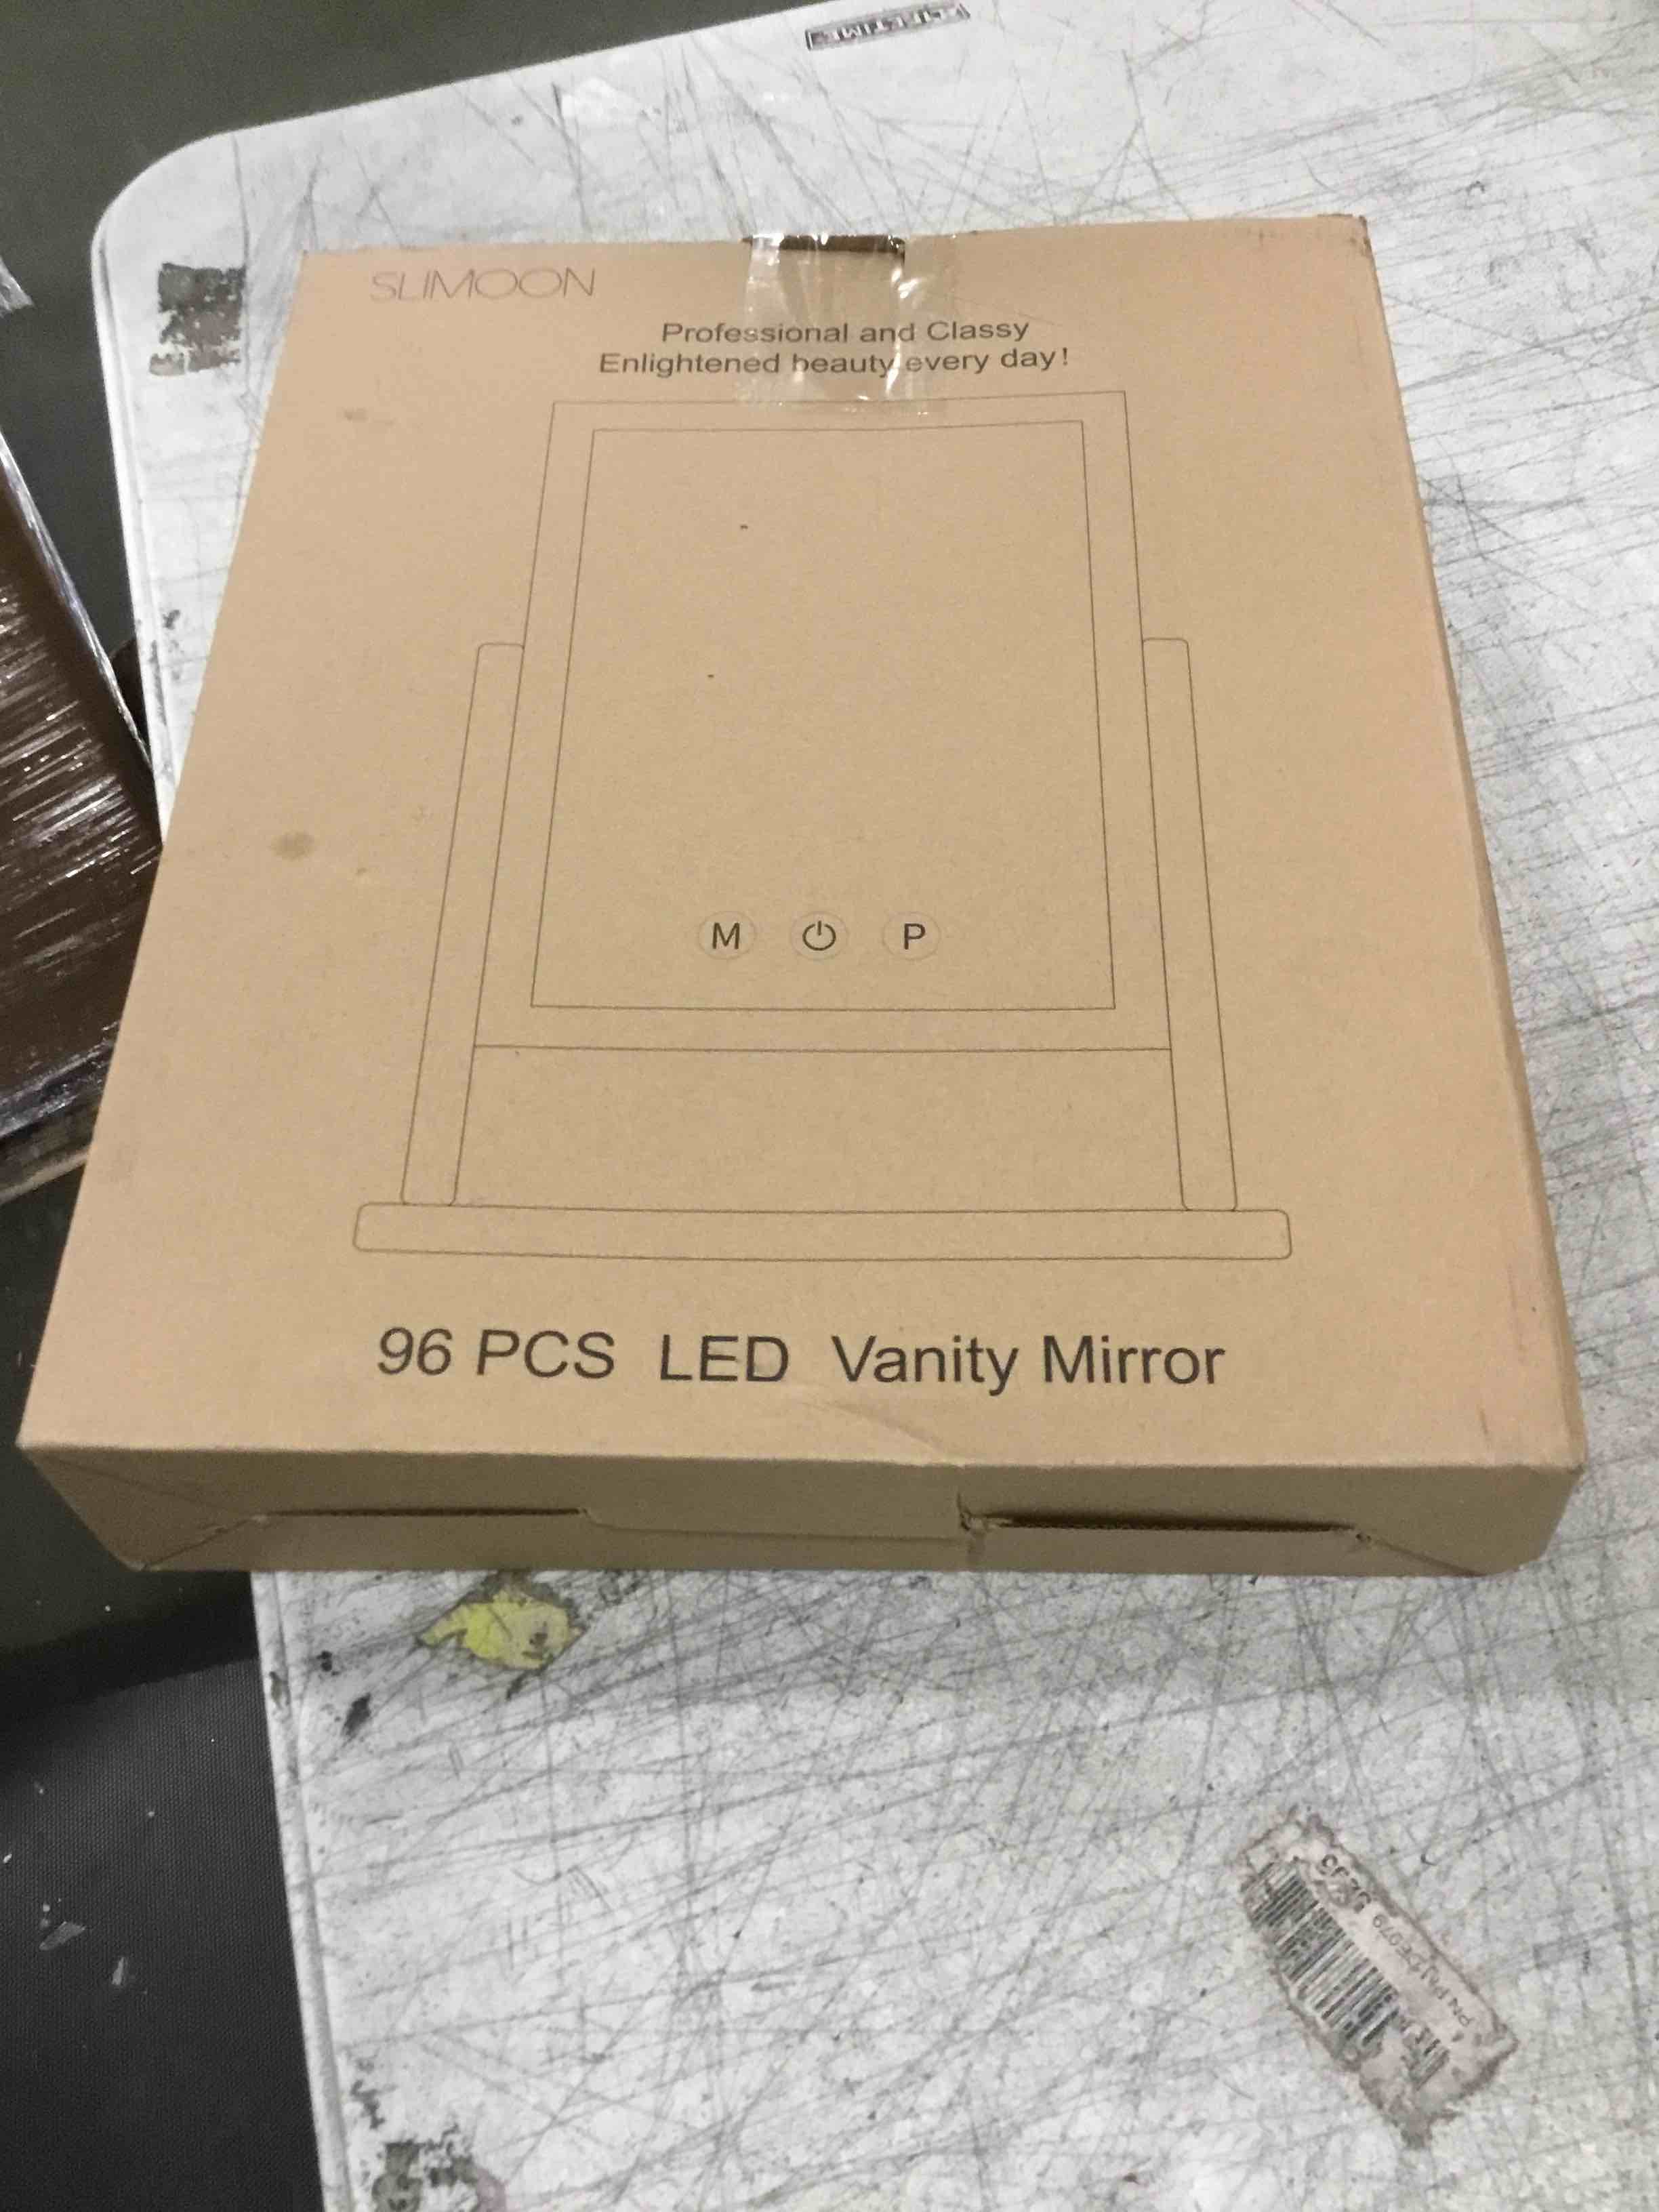 SLIMOON
Professional and Classy
Enlightened beauty every day!
M P
96 PCS LED Vanity Mirror